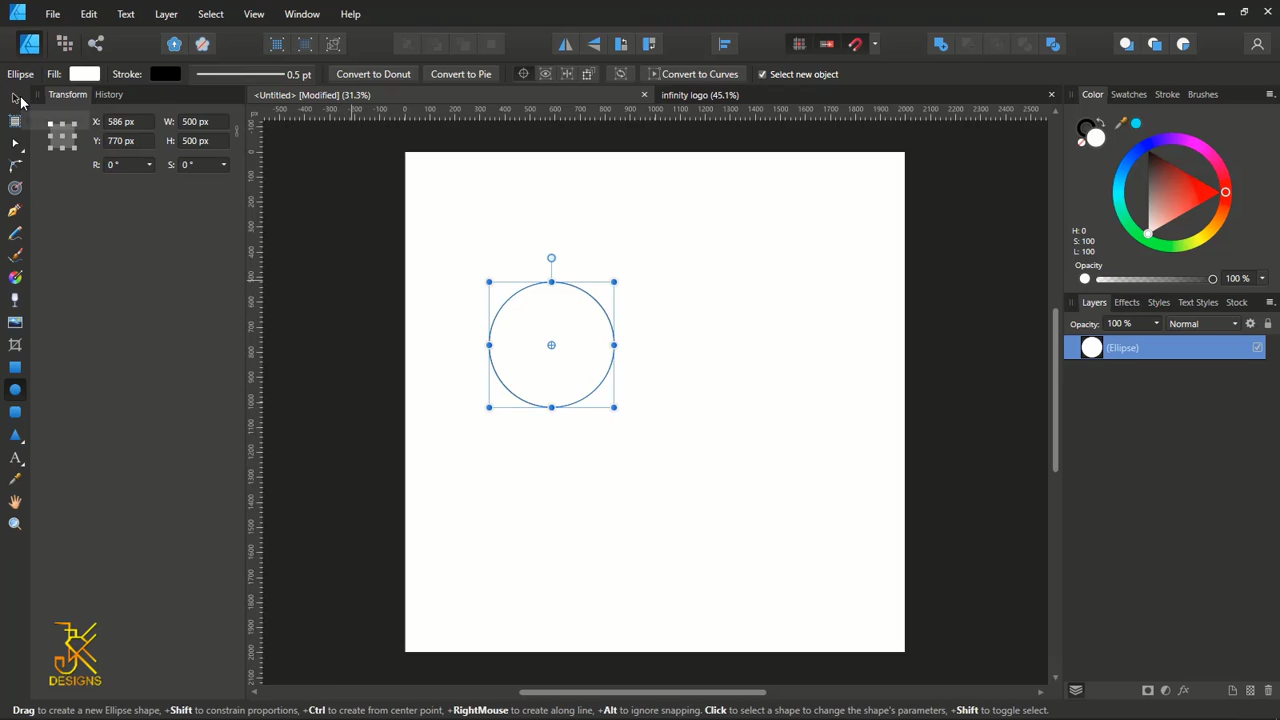 File Edit Text Layer Select View Window Help
Ellipse Fill: Stroke: 0.5 pt Convert to Donut Convert to Pie Convert to Curves Select new object
Transform History <Untitled> [Modified] (31.3%) infinity logo (45.1%) Color Swatches Stroke Brushes
X: 586 px W: 500 px
Y: 770 px H: 500 px
R: 0 ° S: 0 °
H: 0
S: 100
L: 100
Opacity
100 %
Layers Effects Styles Text Styles Stock
Opacity: 100 % Normal
(Ellipse)
JK
DESIGNS
Drag to create a new Ellipse shape, +Shift to constrain proportions, +Ctrl to create from center point, +RightMouse to create along line, +Alt to ignore snapping. Click to select a shape to change the shape's parameters, +Shift to toggle select.